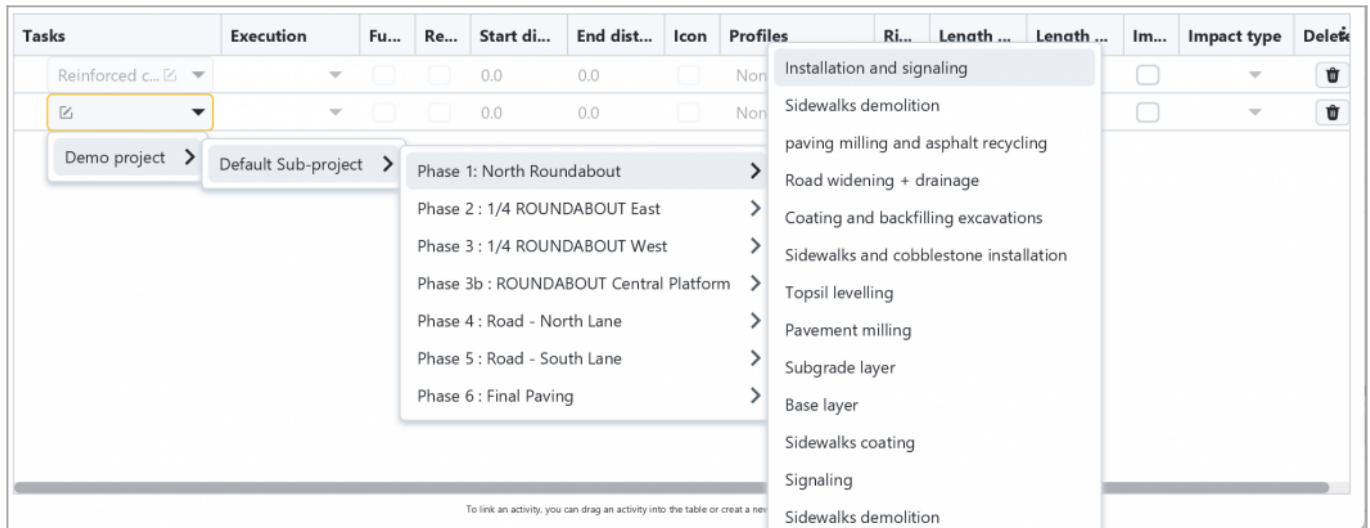 Tasks Execution Fu... Re... Start di... End dist... Icon Profiles Ri... Length ... Length ... Im... Impact type Delete
Reinforced c... 0.0 0.0 Non
0.0 0.0 Non
Demo project
Default Sub-project
Phase 1: North Roundabout
Phase 2 : 1/4 ROUNDABOUT East
Phase 3 : 1/4 ROUNDABOUT West
Phase 3b : ROUNDABOUT Central Platform
Phase 4 : Road - North Lane
Phase 5 : Road - South Lane
Phase 6 : Final Paving
Installation and signaling
Sidewalks demolition
paving milling and asphalt recycling
Road widening + drainage
Coating and backfilling excavations
Sidewalks and cobblestone installation
Topsil levelling
Pavement milling
Subgrade layer
Base layer
Sidewalks coating
Signaling
Sidewalks demolition
To link an activity, you can drag an activity into the table or creat a nev